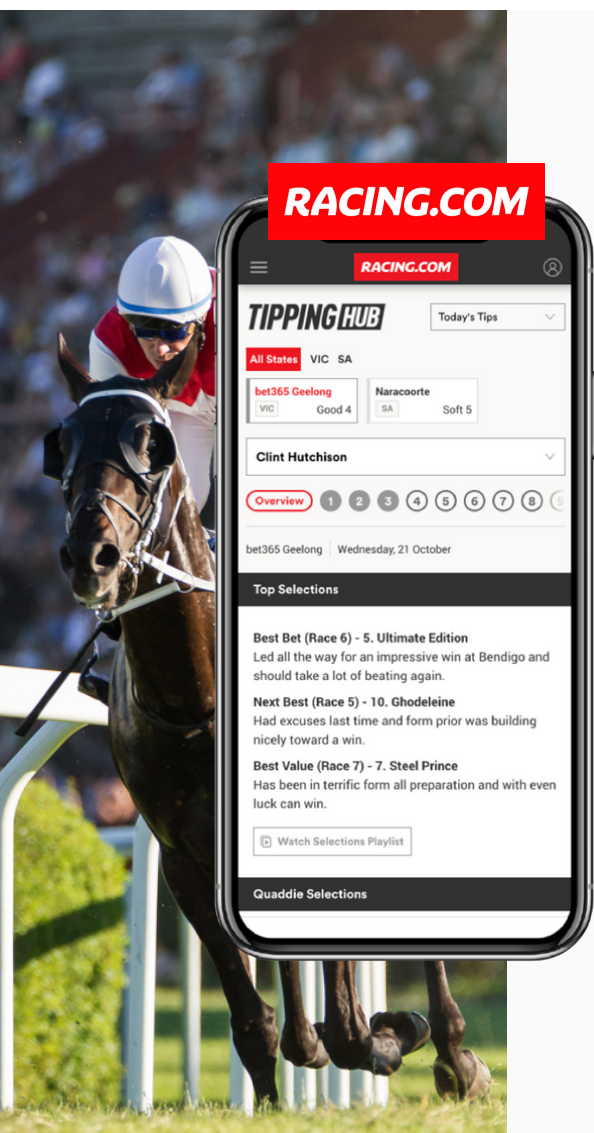 RACING.COM
RACING.COM
TIPPING HUB
Today's Tips
All States VIC SA
bet365 Geelong
VIC Good 4
Naracoorte
SA Soft 5
Clint Hutchison
Overview 1 2 3 4 5 6 7 8 9
bet365 Geelong Wednesday, 21 October
Top Selections
Best Bet (Race 6) - 5. Ultimate Edition
Led all the way for an impressive win at Bendigo and
should take a lot of beating again.
Next Best (Race 5) - 10. Ghodeleine
Had excuses last time and form prior was building
nicely toward a win.
Best Value (Race 7) - 7. Steel Prince
Has been in terrific form all preparation and with even
luck can win.
Watch Selections Playlist
Quaddie Selections